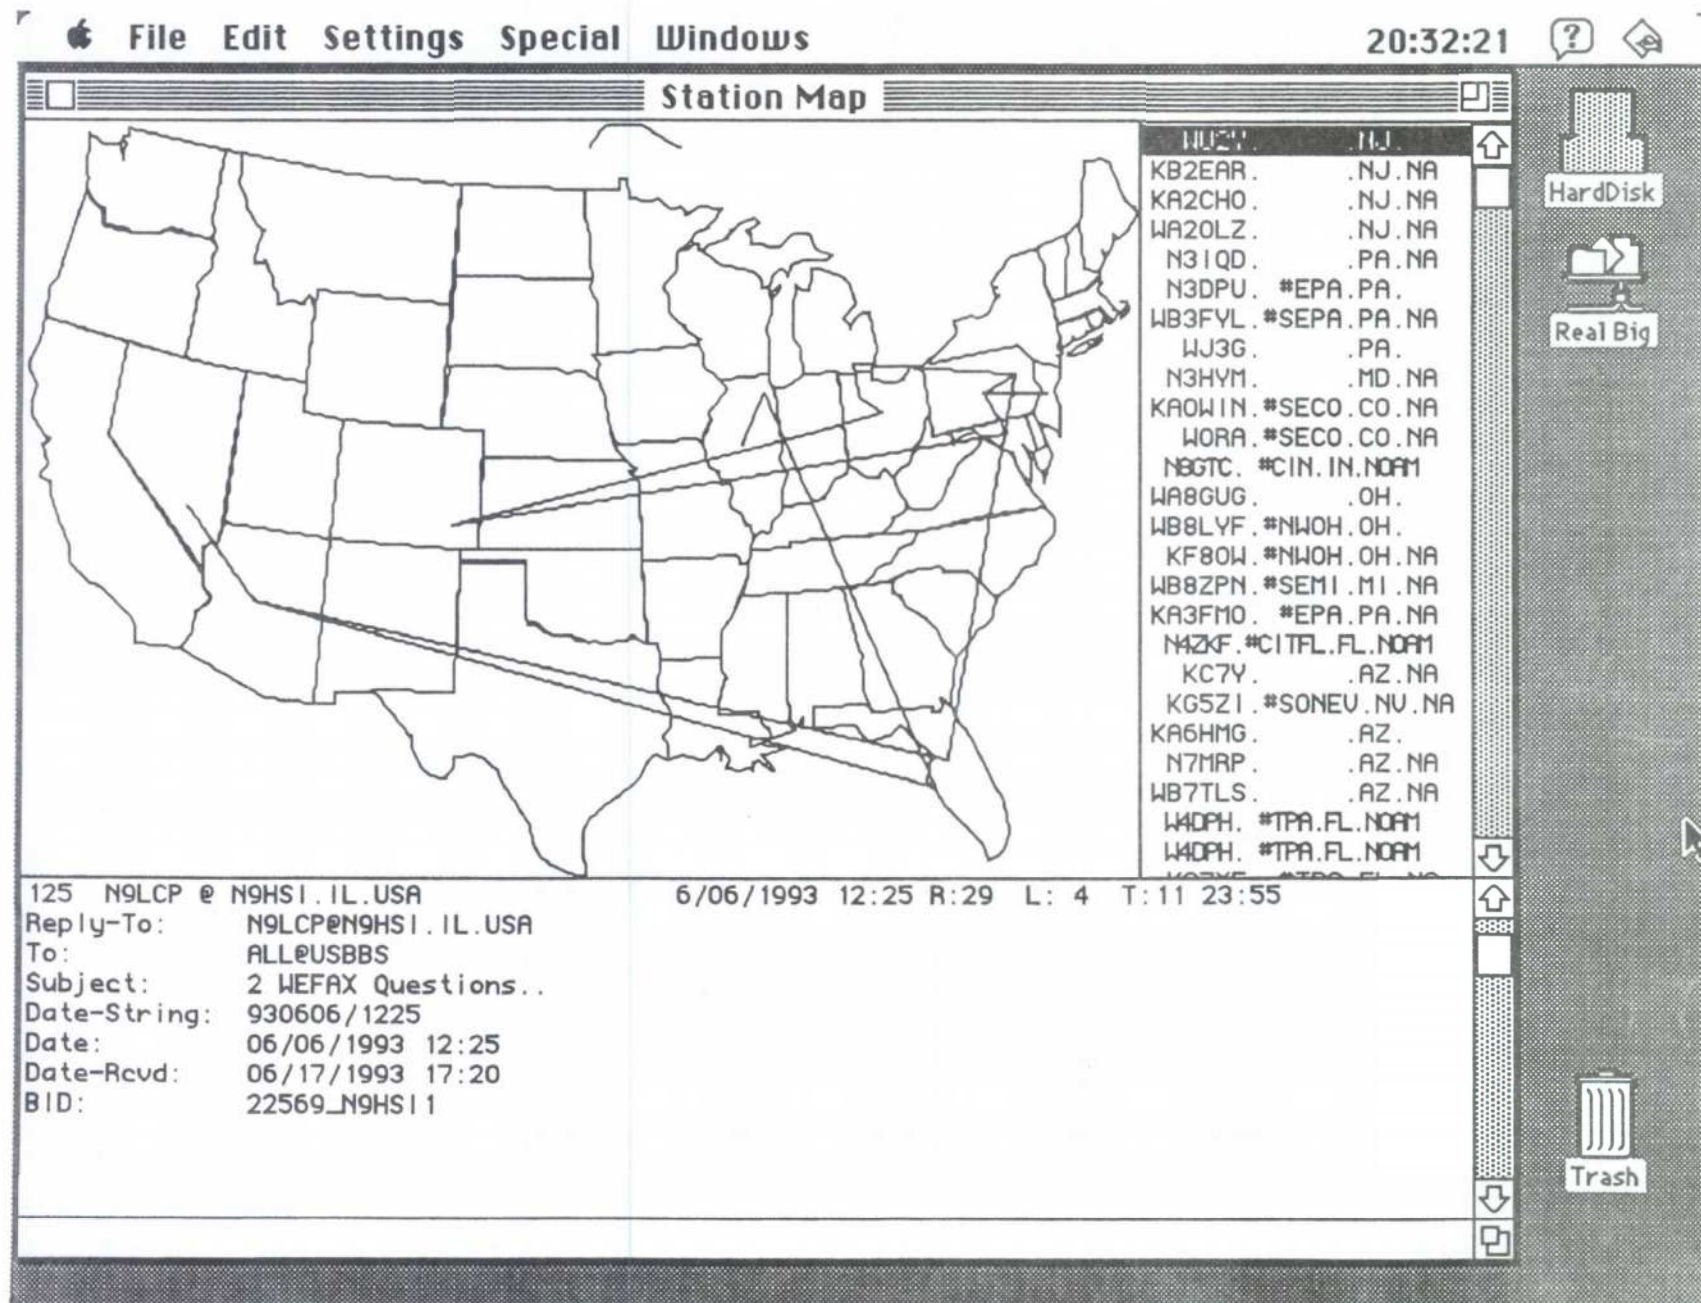 File Edit Settings Special Windows 20:32:21
Station Map
WU2Y. .NJ.
KB2EAR. .NJ.NA
KA2CHO. .NJ.NA
WA2OLZ. .NJ.NA
N3IQD. .PA.NA
N3DPU. #EPA.PA.
WB3FYL.#SEPA.PA.NA
WJ3G. .PA.
N3HYM. .MD.NA
KA0WIN.#SECO.CO.NA
W0RA.#SECO.CO.NA
N8GTC. #CIN.IN.NOAM
WA8GUG. .OH.
WB8LYF.#NWOH.OH.
KF8OW.#NWOH.OH.NA
WB8ZPN.#SEMI.MI.NA
KA3FMO. #EPA.PA.NA
N4ZKF.#CITFL.FL.NOAM
KC7Y. .AZ.NA
KG5ZI.#SONEV.NV.NA
KA6HMG. .AZ.
N7MRP. .AZ.NA
WB7TLS. .AZ.NA
W4DPH. #TPA.FL.NOAM
W4DPH. #TPA.FL.NOAM
HardDisk
Real Big
Trash
125 N9LCP @ N9HSI.IL.USA 6/06/1993 12:25 R:29 L: 4 T:11 23:55
Reply-To: N9LCP@N9HSI.IL.USA
To: ALL@USBBS
Subject: 2 WEFAX Questions..
Date-String: 930606/1225
Date: 06/06/1993 12:25
Date-Rcvd: 06/17/1993 17:20
BID: 22569_N9HSI1